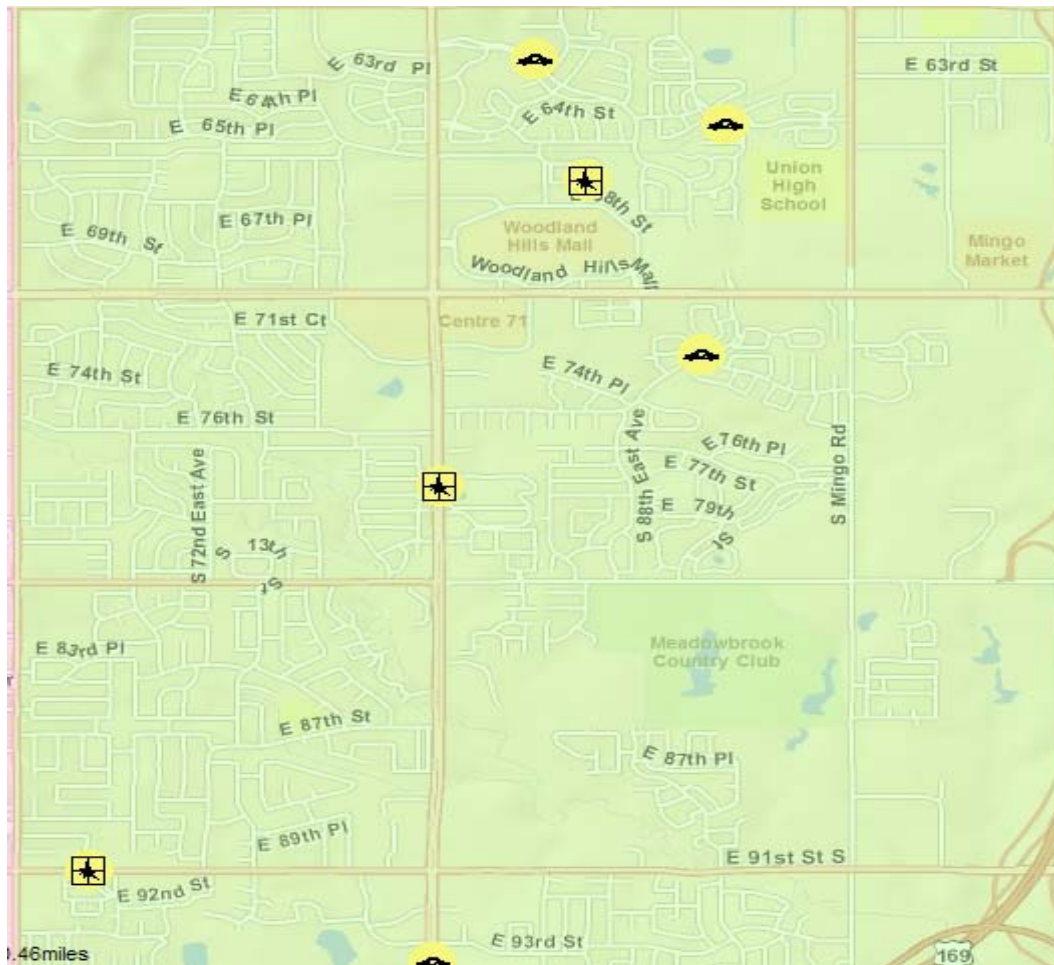 E 63rd Pl
E 63rd St
E 64th Pl
E 64th St
E 65th Pl
Union
High
School
E 68th St
E 67th Pl
E 69th St
Woodland
Hills Mall
Mingo
Market
Woodland Hills Mall
E 71st Ct
Centre 71
E 74th St
E 74th Pl
E 76th St
E 76th Pl
S 88th East Ave
S Mingo Rd
E 77th St
S 72nd East Ave
E 79th St
S 13th St
E 83rd Pl
Meadowbrook
Country Club
E 87th St
E 87th Pl
E 89th Pl
E 91st St S
E 92nd St
E 93rd St
169
0.46miles